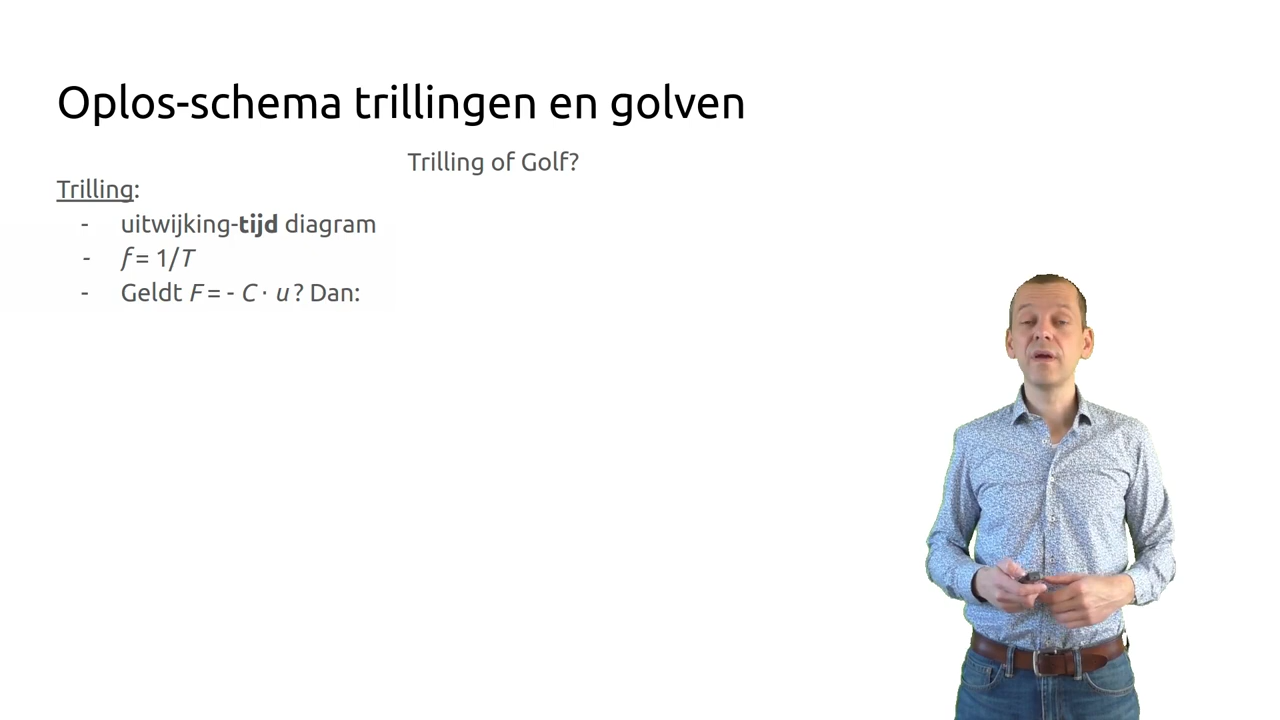 Oplos-schema trillingen en golven
Trilling of Golf?
Trilling:
- uitwijking-tijd diagram
- f = 1/T
- Geldt F = - C · u ? Dan: